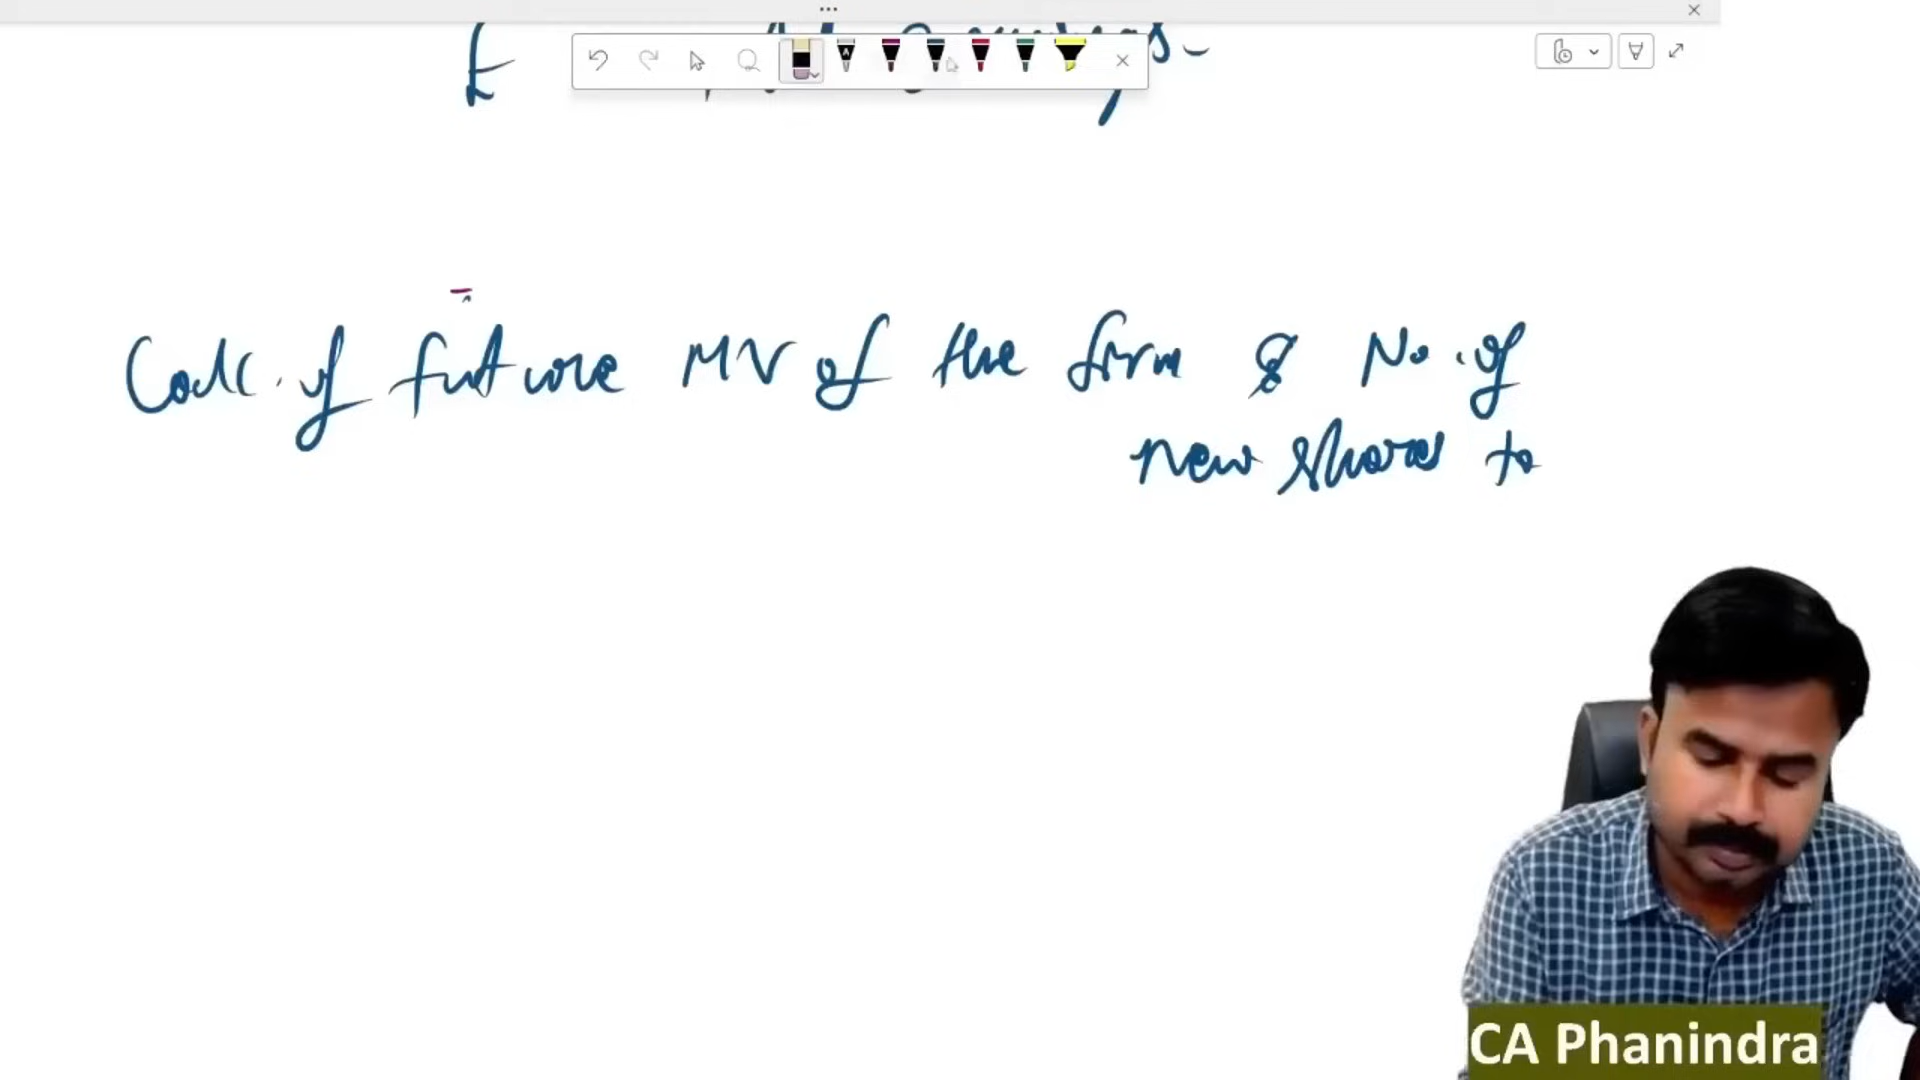 E
Calc. of future MV of the firm & No. of
new shares to
CA Phanindra